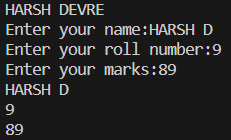 HARSH DEVRE
Enter your name:HARSH D
Enter your roll number:9
Enter your marks:89
HARSH D
9
89